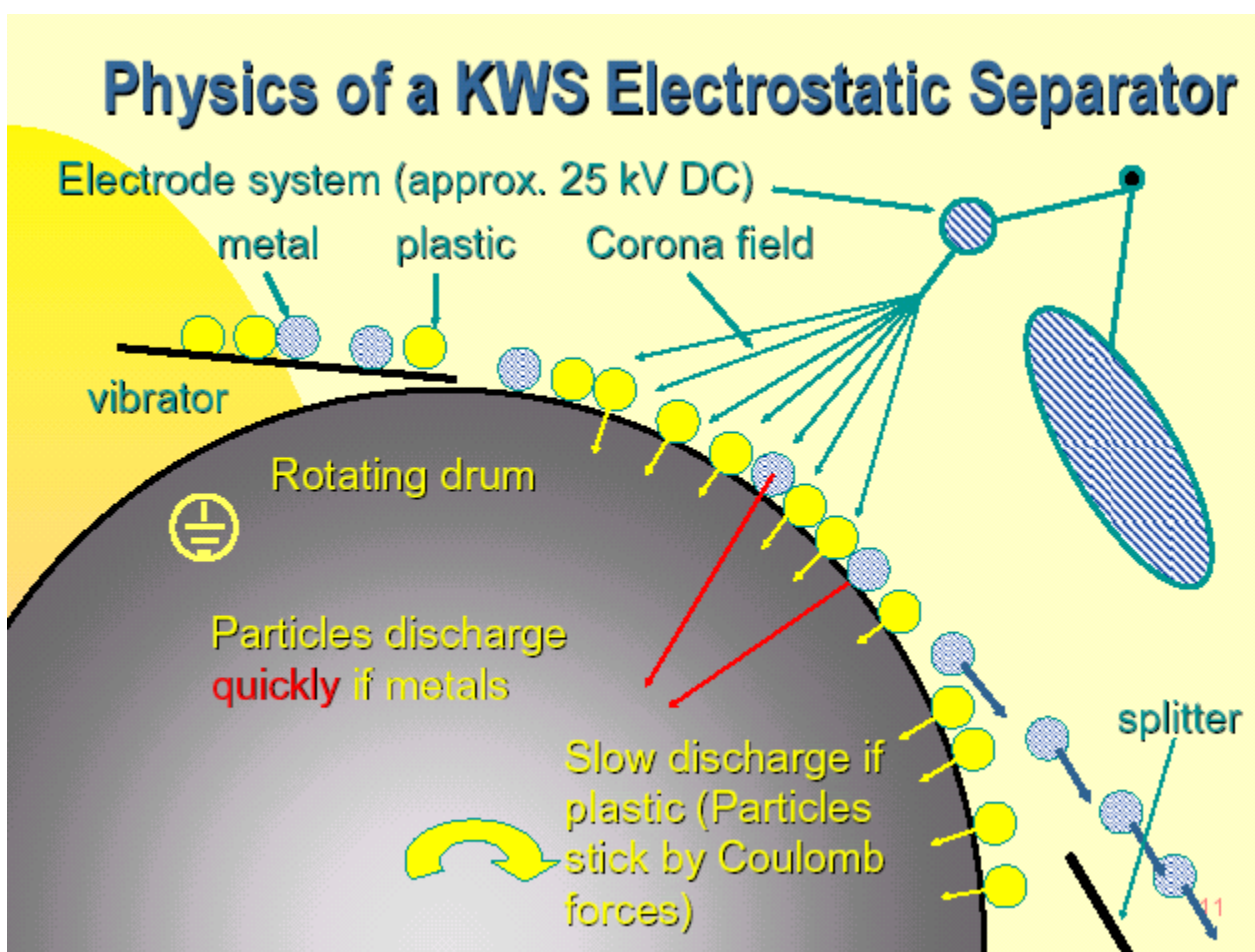 Physics of a KWS Electrostatic Separator
Electrode system (approx. 25 kV DC)
metal
plastic
Corona field
vibrator
Rotating drum
Particles discharge
quickly if metals
splitter
Slow discharge if
plastic (Particles
stick by Coulomb
forces)
11